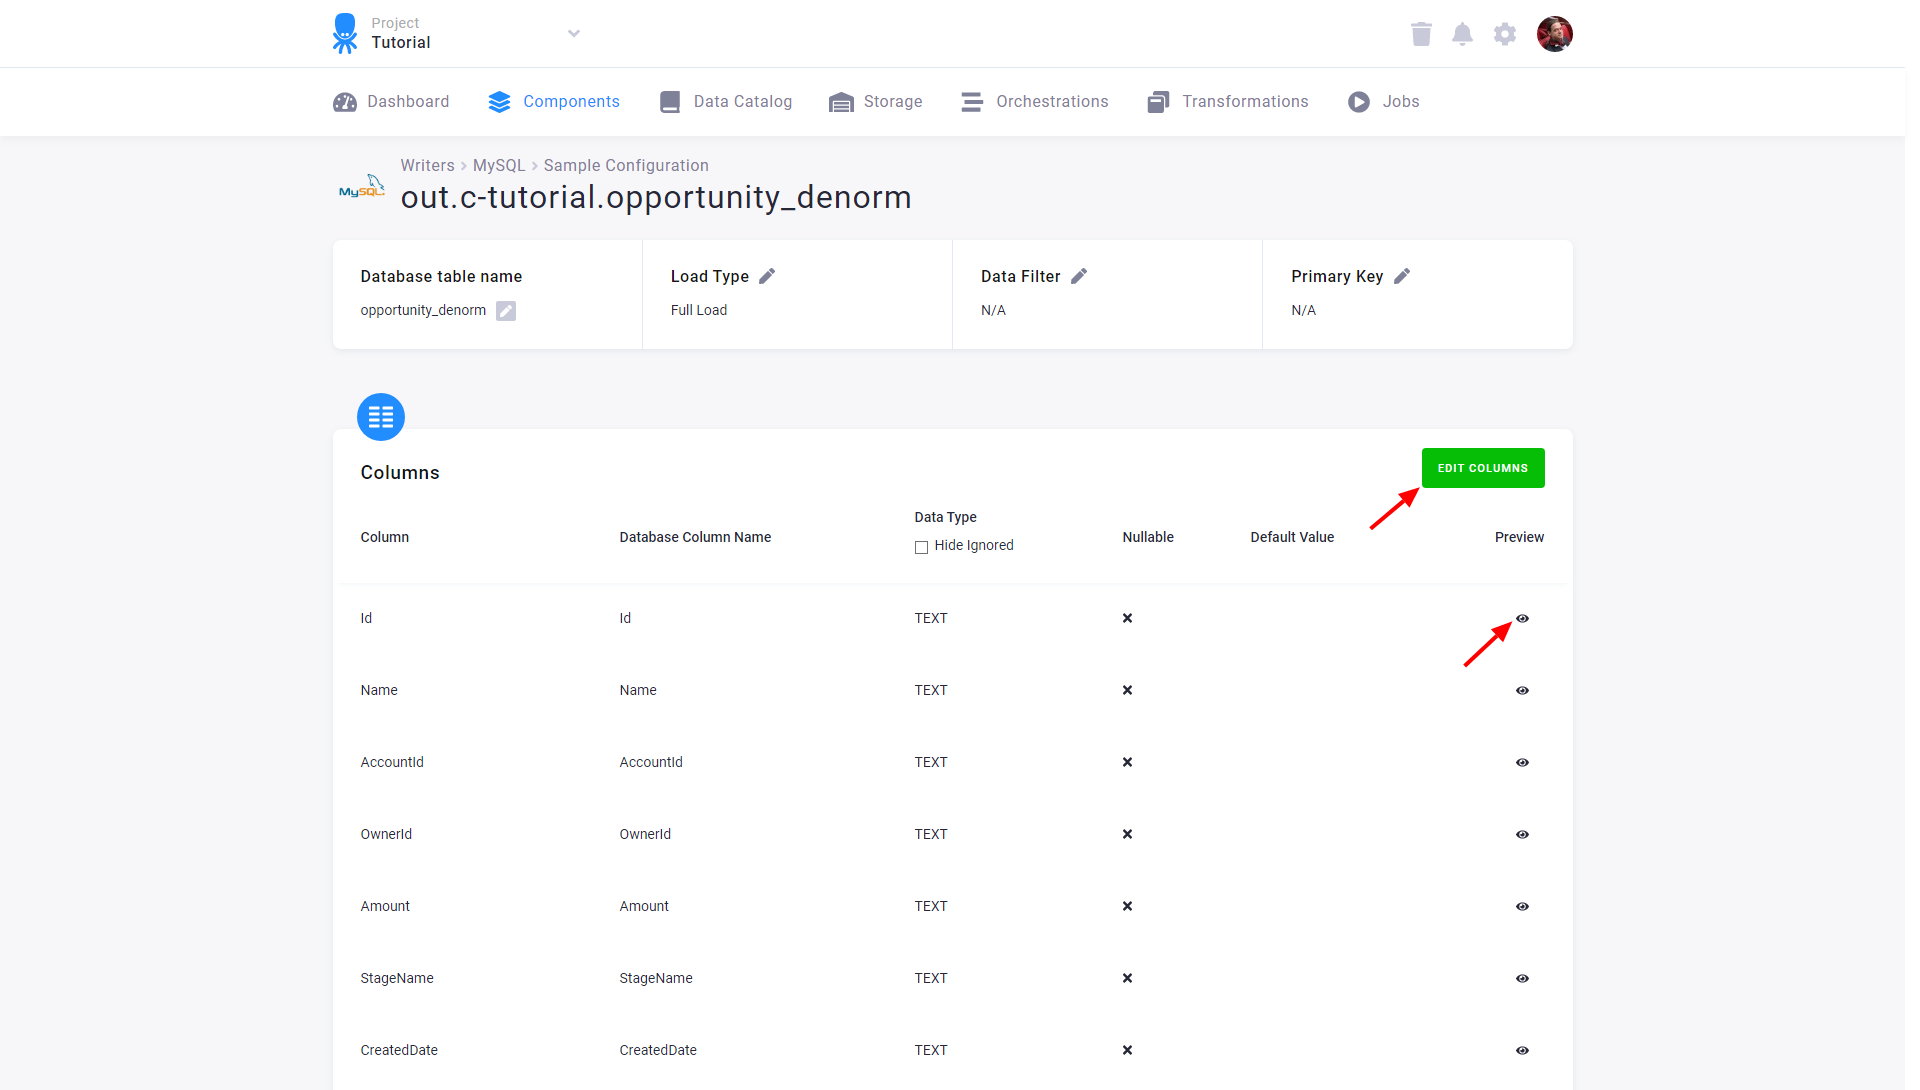 Project
Tutorial
Dashboard Components Data Catalog Storage Orchestrations Transformations Jobs
Writers > MySQL > Sample Configuration
MySQL
out.c-tutorial.opportunity_denorm
Database table name Load Type Data Filter Primary Key
opportunity_denorm Full Load N/A N/A
Columns EDIT COLUMNS
Column Database Column Name Data Type Nullable Default Value Preview
Hide Ignored
Id Id TEXT
Name Name TEXT
AccountId AccountId TEXT
OwnerId OwnerId TEXT
Amount Amount TEXT
StageName StageName TEXT
CreatedDate CreatedDate TEXT